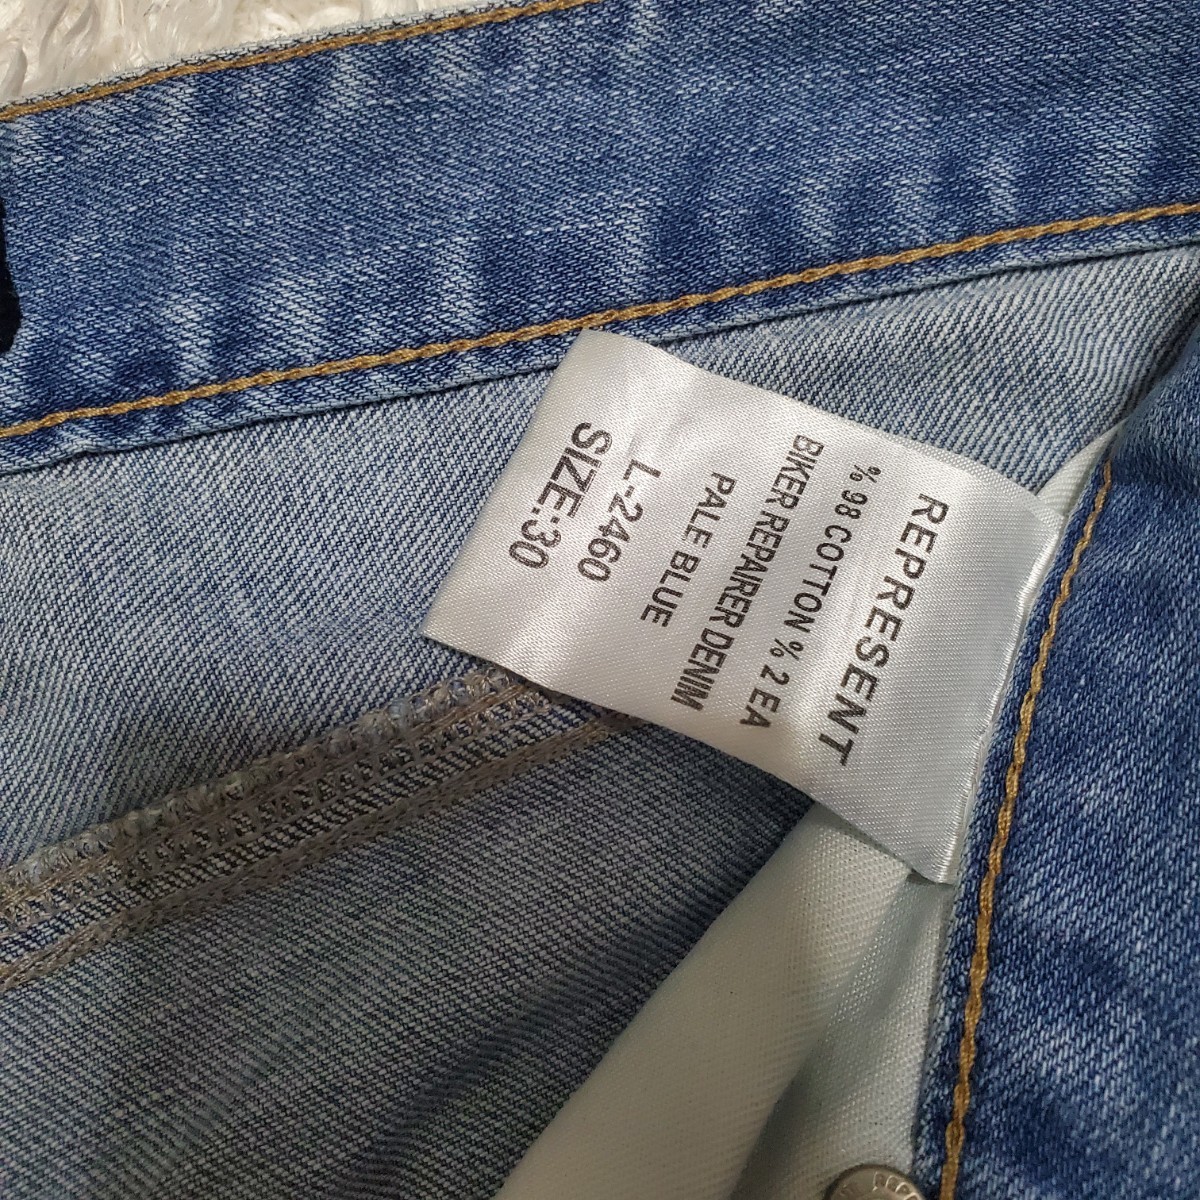 REPRESENT
% 98 COTTON % 2 EA
BIKER REPAIRER DENIM
PALE BLUE
L-2460
SIZE:30